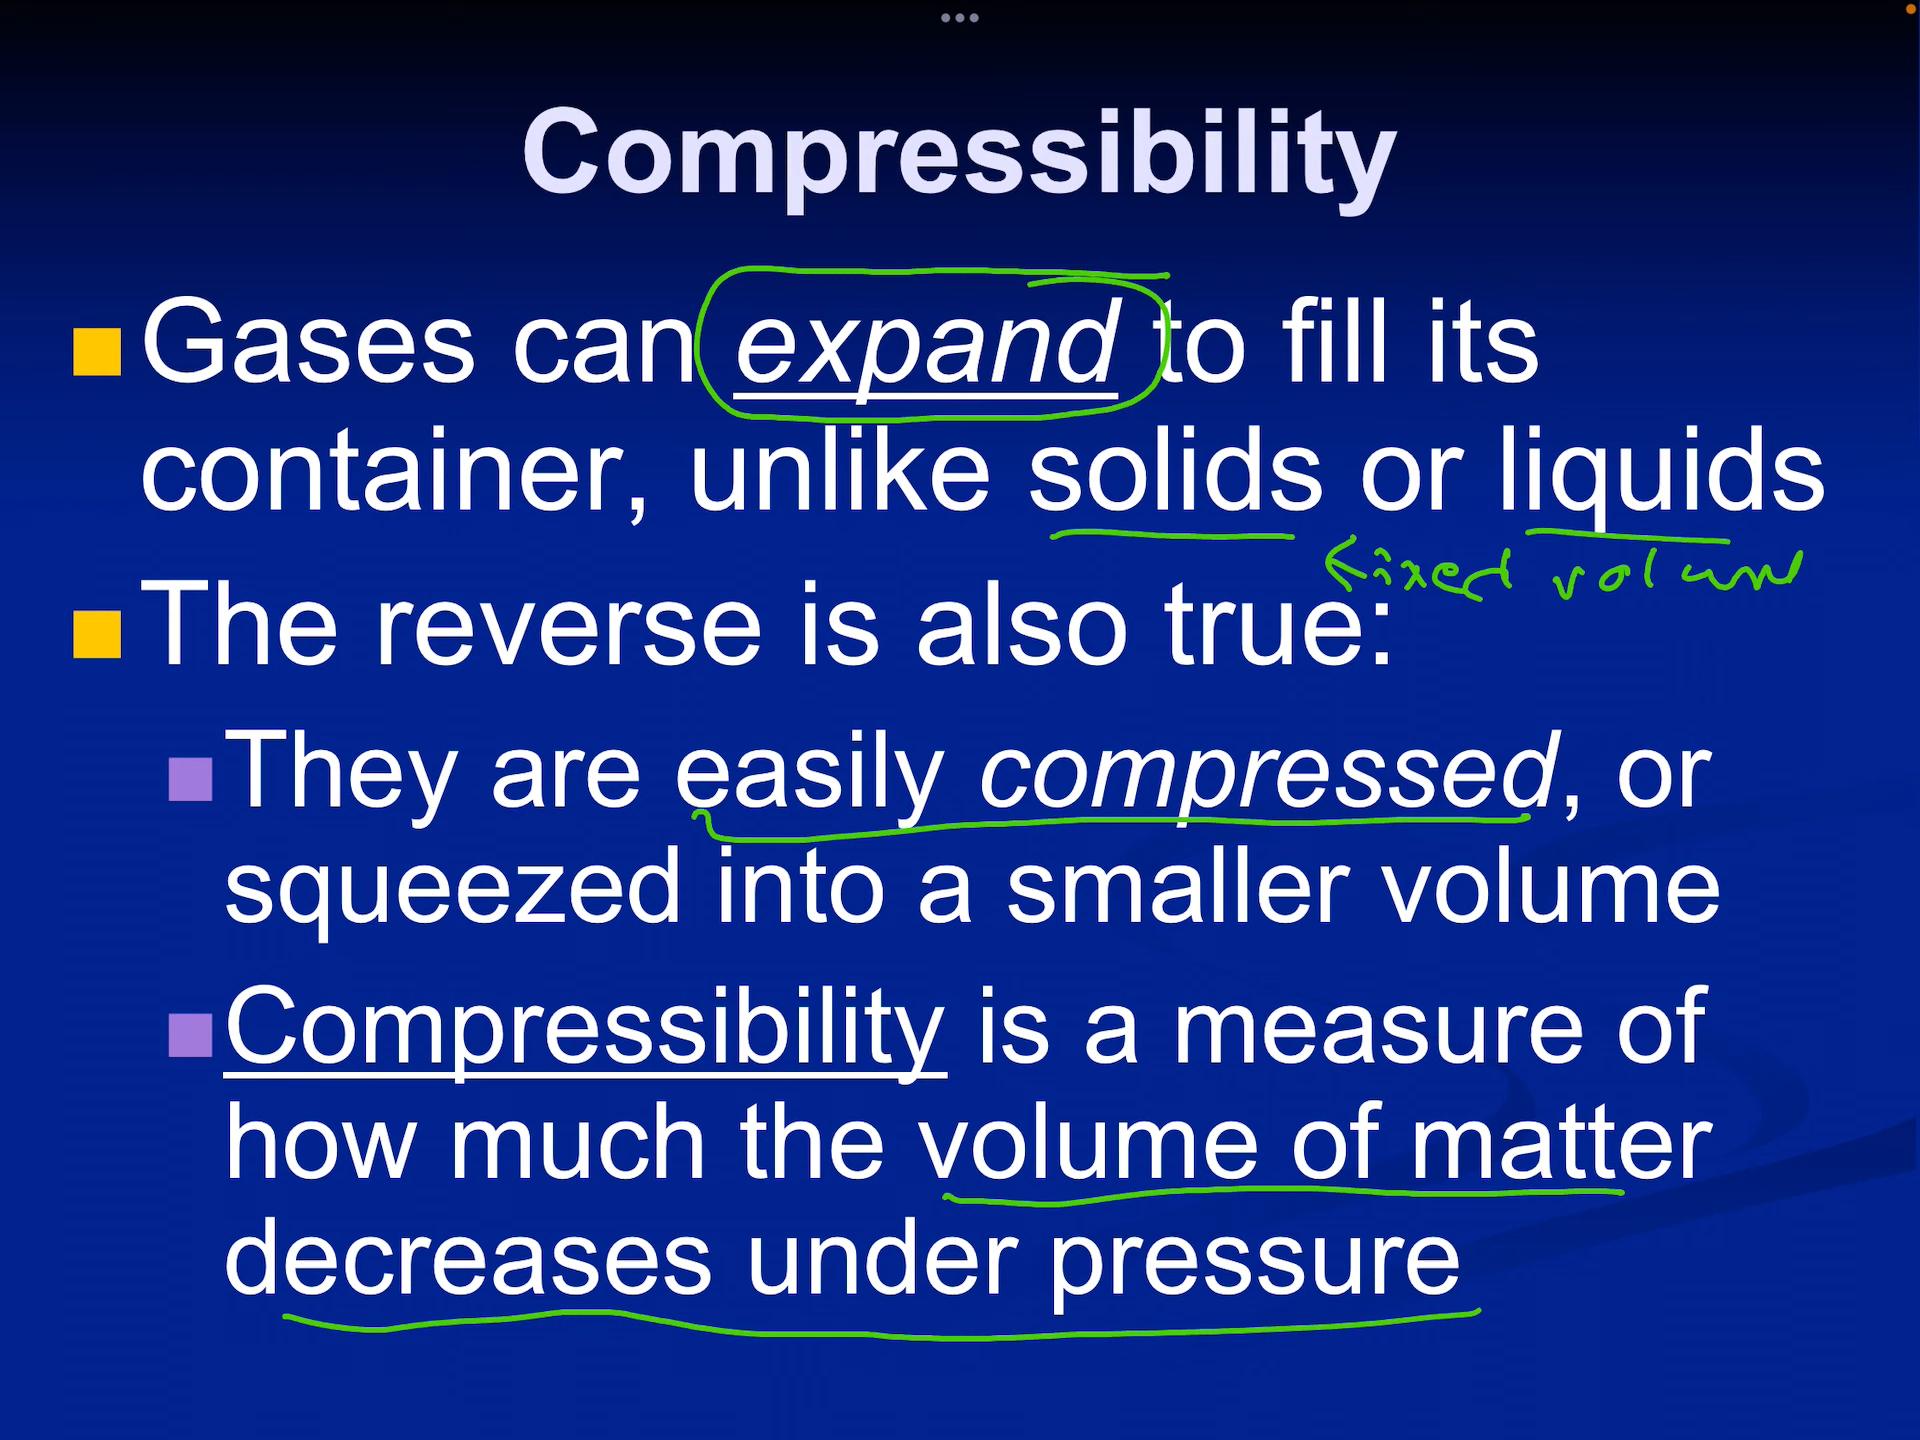 Compressibility
Gases can expand to fill its
container, unlike solids or liquids
fixed volume
The reverse is also true:
They are easily compressed, or
squeezed into a smaller volume
Compressibility is a measure of
how much the volume of matter
decreases under pressure